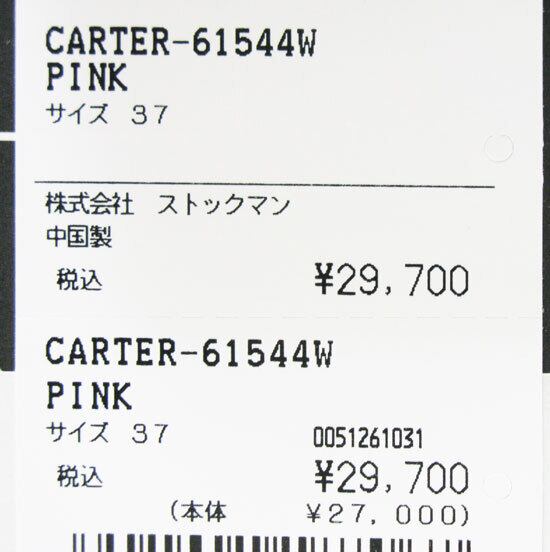 CARTER-61544W
PINK
サイズ 37
株式会社 ストックマン
中国製
税込 ¥29,700
CARTER-61544W
PINK
サイズ 37 0051261031
税込 ¥29,700
(本体 ¥27,000)